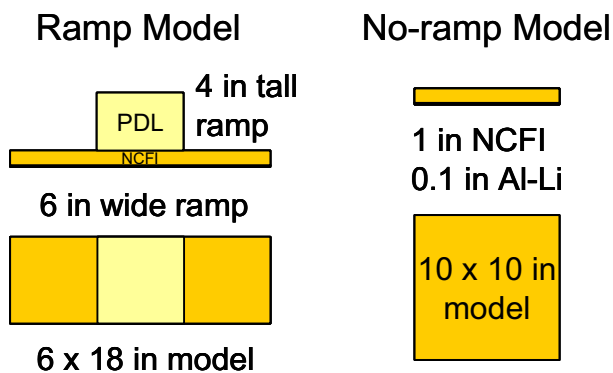 Ramp Model
4 in tall
ramp
PDL
NCFI
6 in wide ramp
6 x 18 in model
No-ramp Model
1 in NCFI
0.1 in Al-Li
10 x 10 in
model